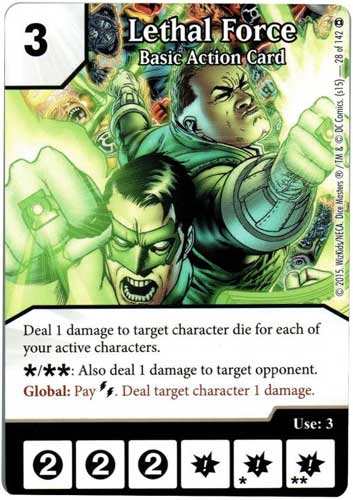 3
Lethal Force
Basic Action Card
© 2015. WizKids/NECA. Dice Masters ® / TM & © DC Comics. (s15) — 28 of 142
Deal 1 damage to target character die for each of
your active characters.
*/**: Also deal 1 damage to target opponent.
Global: Pay . Deal target character 1 damage.
Use: 3
2 2 2 ! ! * ! **